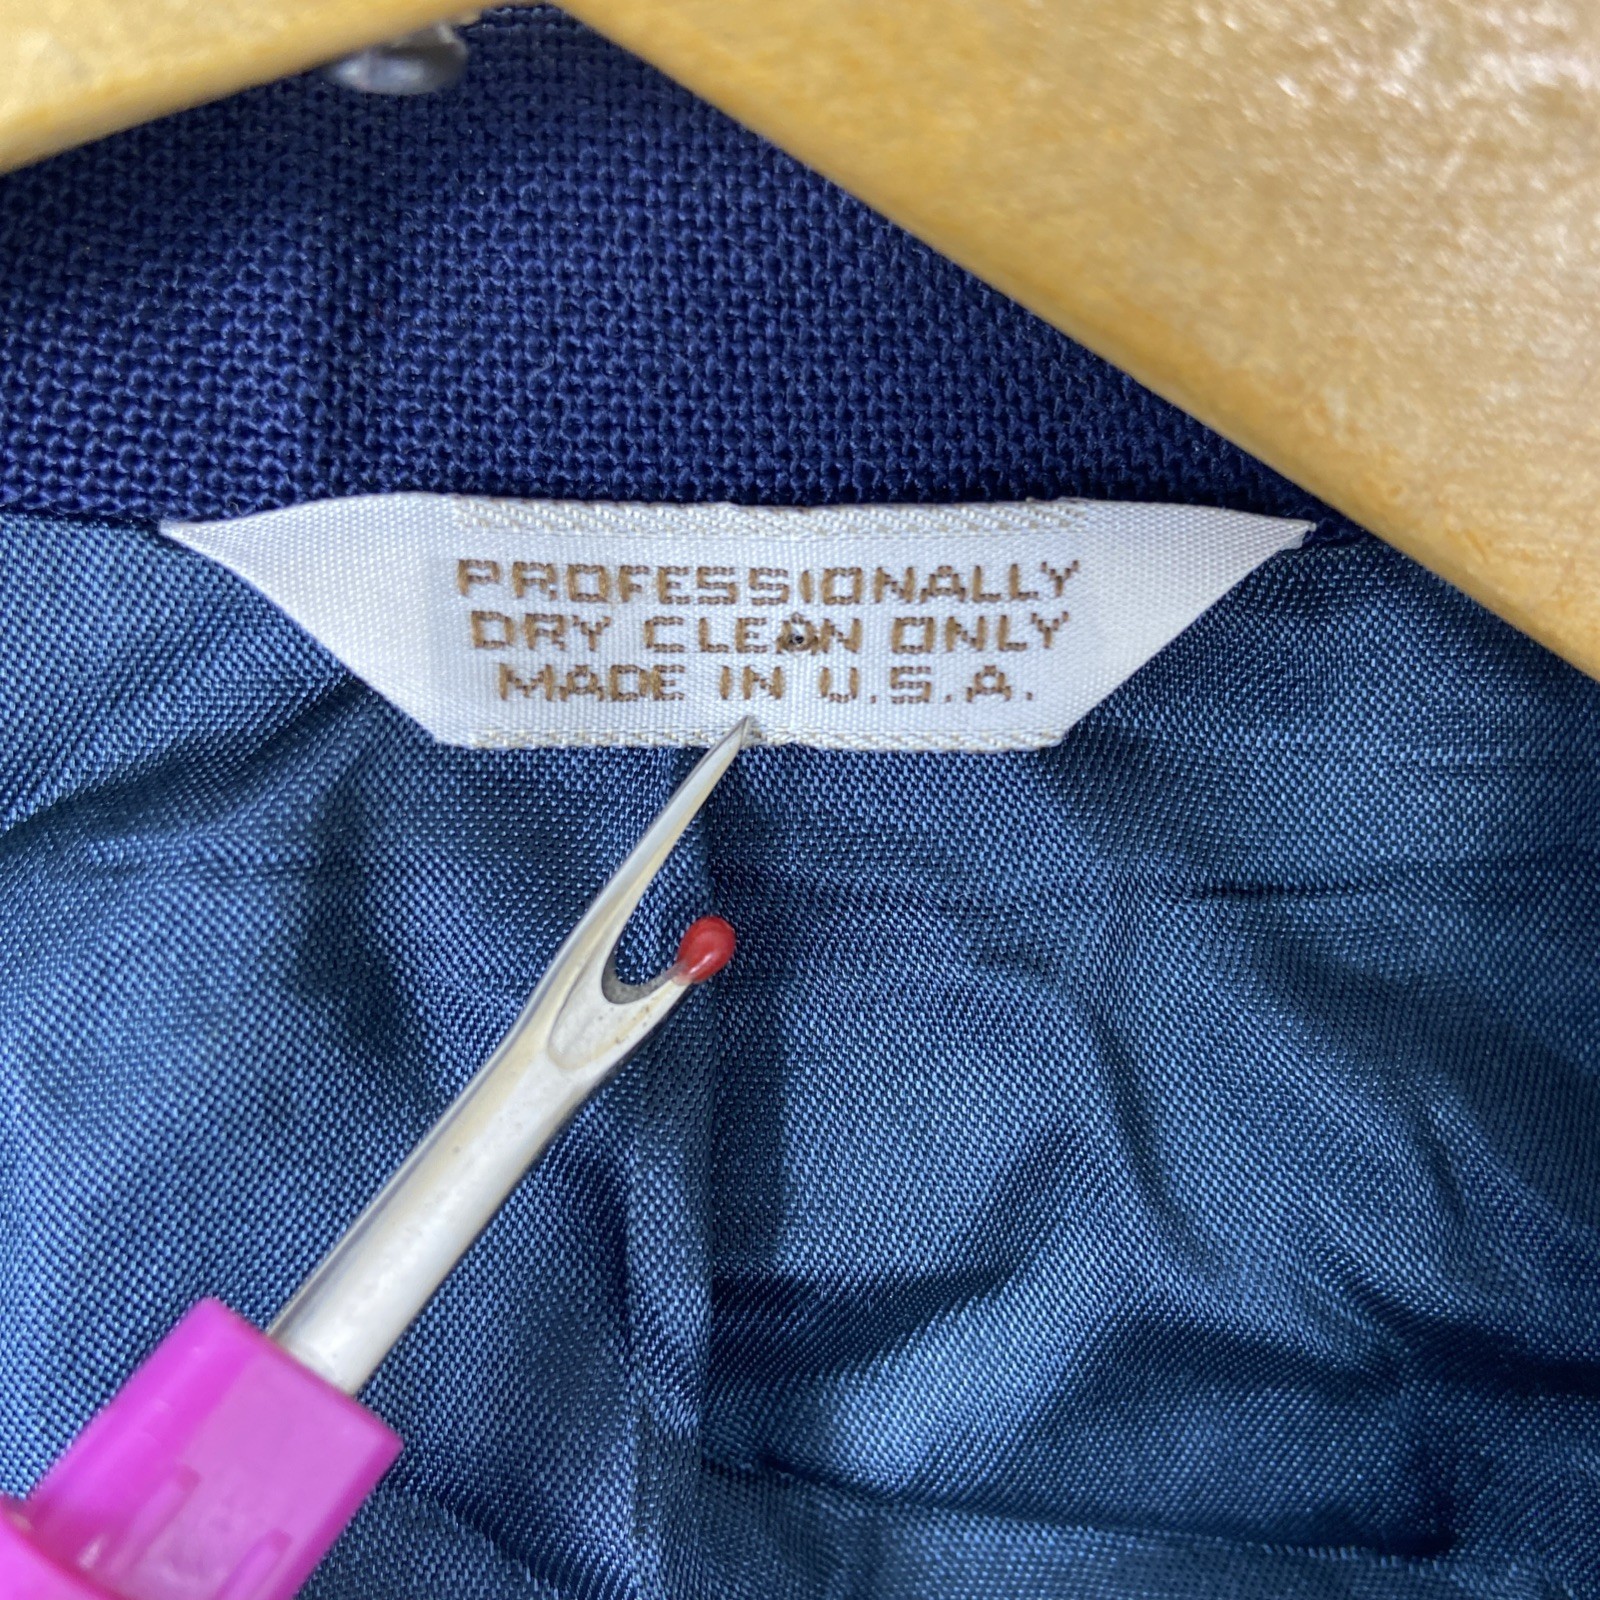 PROFESSIONALLY
DRY CLEAN ONLY
MADE IN U.S.A.